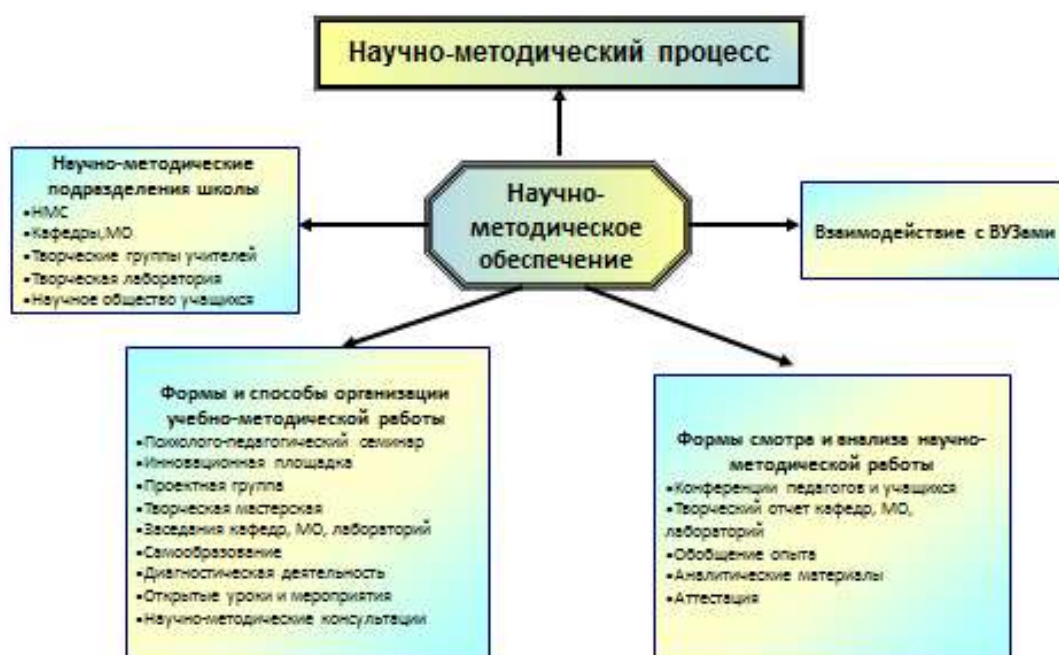 Научно-методический процесс
Научно-методические
подразделения школы
•НМС
•Кафедры,МО
•Творческие группы учителей
•Творческая лаборатория
•Научное общество учащихся
Научно-
методическое
обеспечение
Взаимодействие с ВУЗами
Формы и способы организации
учебно-методической работы
•Психолого-педагогический семинар
•Инновационная площадка
•Проектная группа
•Творческая мастерская
•Заседания кафедр, МО, лабораторий
•Самообразование
•Диагностическая деятельность
•Открытые уроки и мероприятия
•Научно-методические консультации
Формы смотра и анализа научно-
методической работы
•Конференции педагогов и учащихся
•Творческий отчет кафедр, МО,
лабораторий
•Обобщение опыта
•Аналитические материалы
•Аттестация